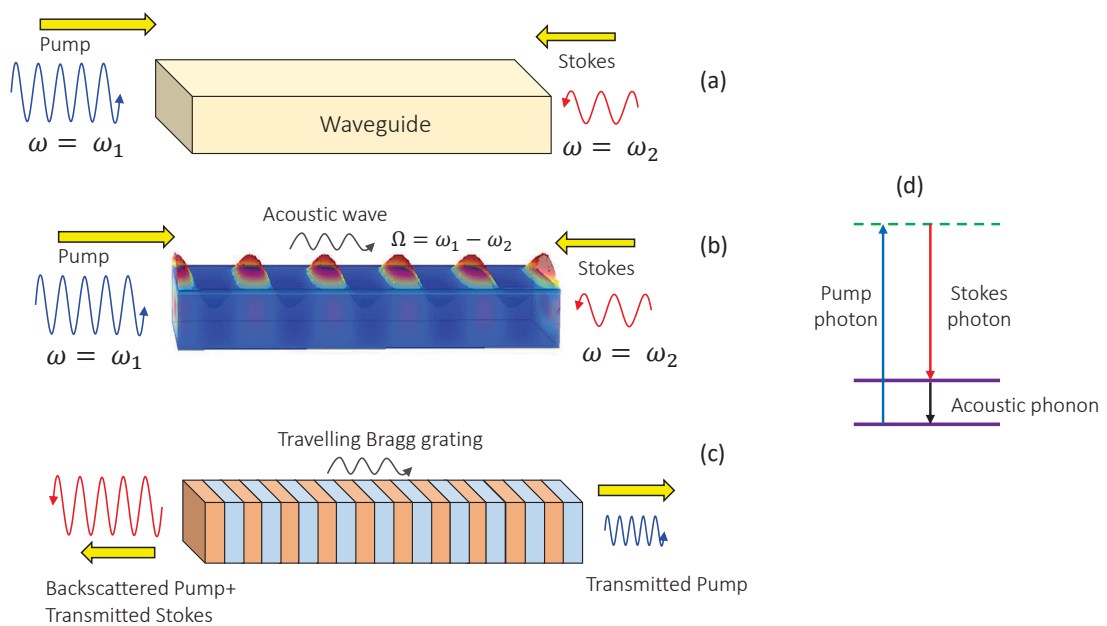 Pump
Stokes
(a)
Waveguide
ω = ω₁
ω = ω₂
(d)
Acoustic wave
Ω = ω₁ − ω₂
(b)
Pump
Stokes
ω = ω₁
ω = ω₂
Pump
photon
Stokes
photon
Acoustic phonon
Travelling Bragg grating
(c)
Backscattered Pump+
Transmitted Stokes
Transmitted Pump